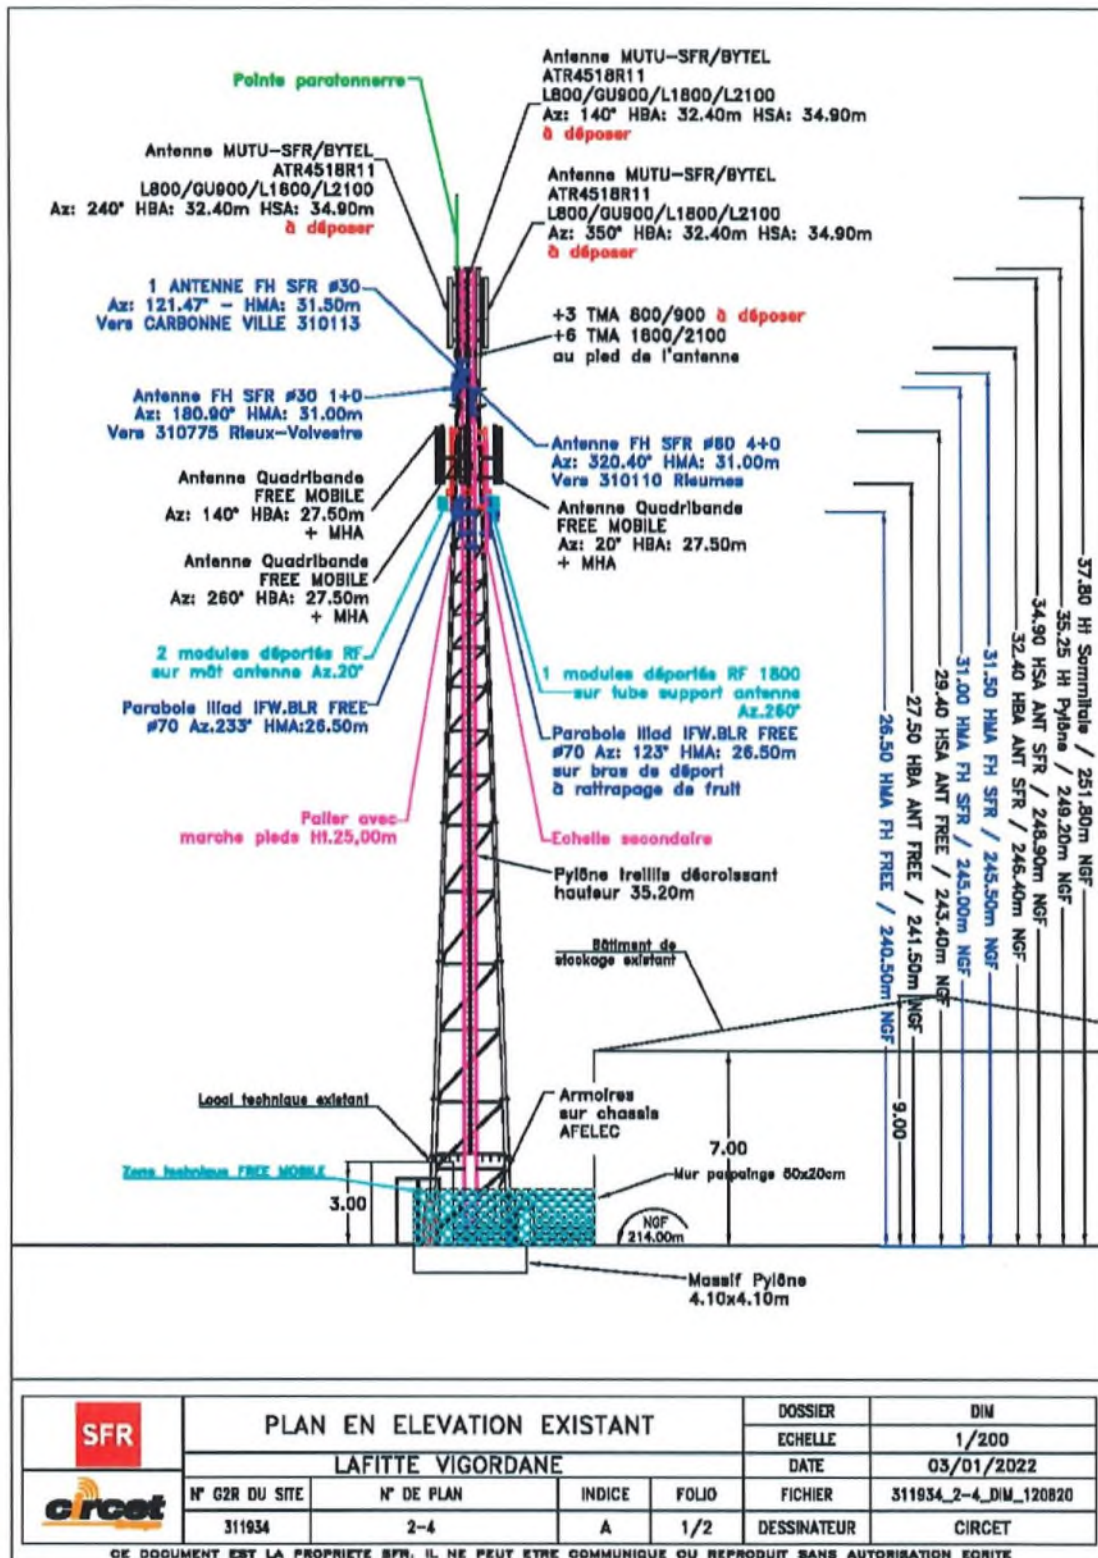 Pointe paratonnerre
Antenne MUTU-SFR/BYTEL
ATR4518R11
L800/GU900/L1800/L2100
Az: 140° HBA: 32.40m HSA: 34.90m
à déposer
Antenne MUTU-SFR/BYTEL
ATR4518R11
L800/GU900/L1800/L2100
Az: 240° HBA: 32.40m HSA: 34.90m
à déposer
Antenne MUTU-SFR/BYTEL
ATR4518R11
L800/GU900/L1800/L2100
Az: 350° HBA: 32.40m HSA: 34.90m
à déposer
1 ANTENNE FH SFR ø30
Az: 121.47° - HMA: 31.50m
Vers CARBONNE VILLE 310113
+3 TMA 800/900 à déposer
+6 TMA 1800/2100
au pied de l'antenne
Antenne FH SFR ø30 1+0
Az: 180.90° HMA: 31.00m
Vers 310775 Rieux-Volvestre
Antenne FH SFR ø60 4+0
Az: 320.40° HMA: 31.00m
Vers 310110 Rieumes
Antenne Quadribande
FREE MOBILE
Az: 140° HBA: 27.50m
+ MHA
Antenne Quadribande
FREE MOBILE
Az: 20° HBA: 27.50m
+ MHA
Antenne Quadribande
FREE MOBILE
Az: 260° HBA: 27.50m
+ MHA
2 modules déportés RF
sur mât antenne Az.20°
1 modules déportés RF 1800
sur tube support antenne
Az.260°
Parabole Iliad IFW.BLR FREE
ø70 Az.233° HMA:26.50m
Parabole Iliad IFW.BLR FREE
ø70 Az: 123° HMA: 26.50m
sur bras de déport
à rattrapage de fruit
Palier avec
marche pieds Ht.25,00m
Echelle secondaire
Pylône treillis décroissant
hauteur 35.20m
Bâtiment de
stockage existant
37.80 Ht Sommitale / 251.80m NGF
35.25 Ht Pylône / 249.20m NGF
34.90 HSA ANT SFR / 248.90m NGF
32.40 HBA ANT SFR / 246.40m NGF
31.50 HMA FH SFR / 245.50m NGF
31.00 HMA FH SFR / 245.00m NGF
29.40 HSA ANT FREE / 243.40m NGF
27.50 HBA ANT FREE / 241.50m NGF
26.50 HMA FH FREE / 240.50m NGF
9.00
7.00
Local technique existant
Armoires
sur chassis
AFELEC
Zone technique FREE MOBILE
Mur parpaings 50x20cm
3.00
NGF
214.00m
Massif Pylône
4.10x4.10m
SFR
circet
PLAN EN ELEVATION EXISTANT
LAFITTE VIGORDANE
N° G2R DU SITE
N° DE PLAN
INDICE
FOLIO
311934
2-4
A
1/2
DOSSIER
DIM
ECHELLE
1/200
DATE
03/01/2022
FICHIER
311934_2-4_DIM_120820
DESSINATEUR
CIRCET
CE DOCUMENT EST LA PROPRIETE SFR. IL NE PEUT ETRE COMMUNIQUE OU REPRODUIT SANS AUTORISATION ECRITE